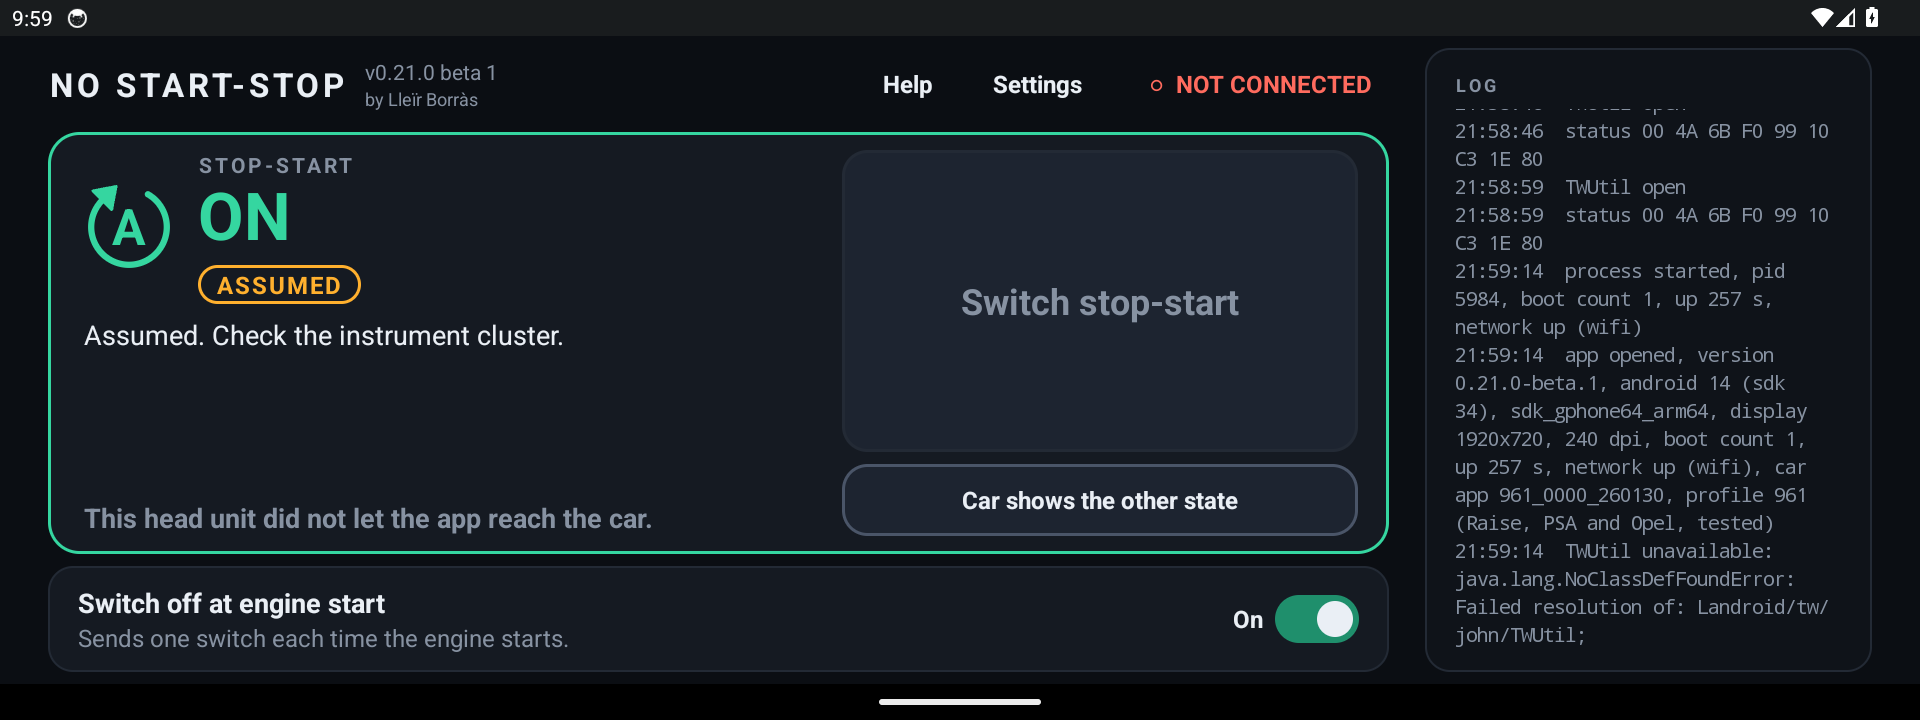 9:59
NO START-STOP
v0.21.0 beta 1
by Lleïr Borràs
Help
Settings
NOT CONNECTED
STOP-START
A
ON
ASSUMED
Assumed. Check the instrument cluster.
This head unit did not let the app reach the car.
Switch stop-start
Car shows the other state
Switch off at engine start
Sends one switch each time the engine starts.
On
LOG
21:58:46 status 00 4A 6B F0 99 10
C3 1E 80
21:58:59 TWUtil open
21:58:59 status 00 4A 6B F0 99 10
C3 1E 80
21:59:14 process started, pid
5984, boot count 1, up 257 s,
network up (wifi)
21:59:14 app opened, version
0.21.0-beta.1, android 14 (sdk
34), sdk_gphone64_arm64, display
1920x720, 240 dpi, boot count 1,
up 257 s, network up (wifi), car
app 961_0000_260130, profile 961
(Raise, PSA and Opel, tested)
21:59:14 TWUtil unavailable:
java.lang.NoClassDefFoundError:
Failed resolution of: Landroid/tw/
john/TWUtil;